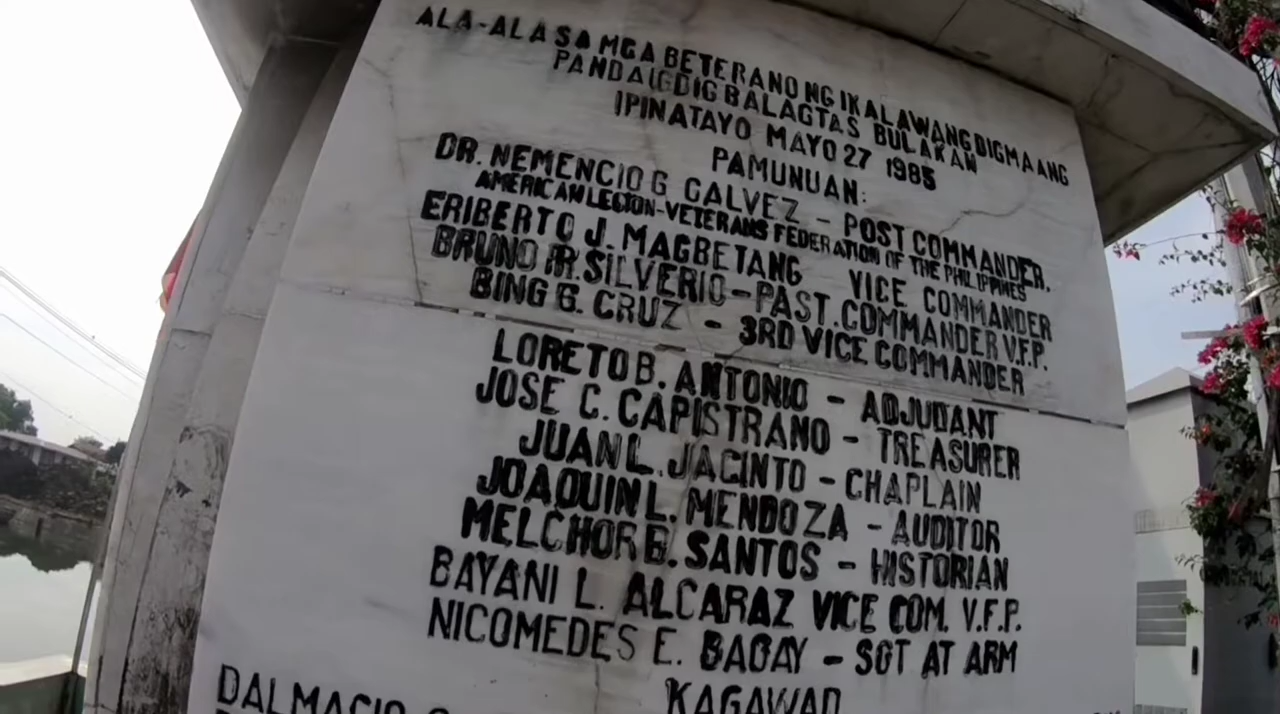 ALA-ALA SA MGA BETERANO NG IKALAWANG DIGMAANG
PANDAIGDIG BALAGTAS BULAKAN
IPINATAYO MAYO 27 1985
PAMUNUAN:
DR. NEMENCIO G. GALVEZ - POST COMMANDER.
AMERICAN LEGION-VETERANS FEDERATION OF THE PHILIPPINES
ERIBERTO J. MAGBETANG VICE COMMANDER
BRUNO R. SILVERIO - PAST. COMMANDER V.F.P.
BING G. CRUZ - 3RD VICE COMMANDER
LORETO B. ANTONIO - ADJUDANT
JOSE C. CAPISTRANO - TREASURER
JUAN L. JACINTO - CHAPLAIN
JOAQUIN L. MENDOZA - AUDITOR
MELCHOR B. SANTOS - HISTORIAN
BAYANI L. ALCARAZ VICE COM. V.F.P.
NICOMEDES E. BAGAY - SGT AT ARM
KAGAWAD
DALMACIO